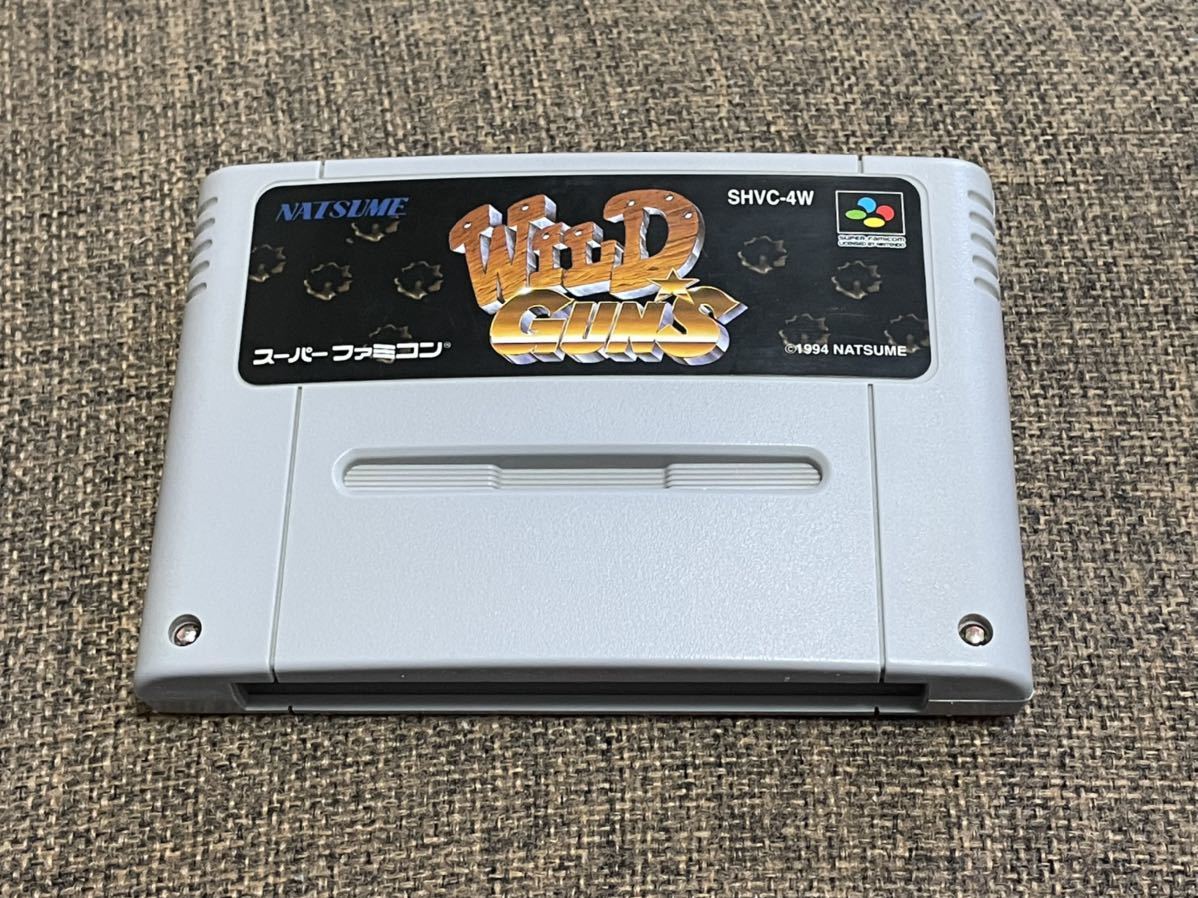 NATSUME
WILD
GUN'S
SHVC-4W
SUPER FAMICOM
LICENSED BY NINTENDO
スーパーファミコン
©1994 NATSUME